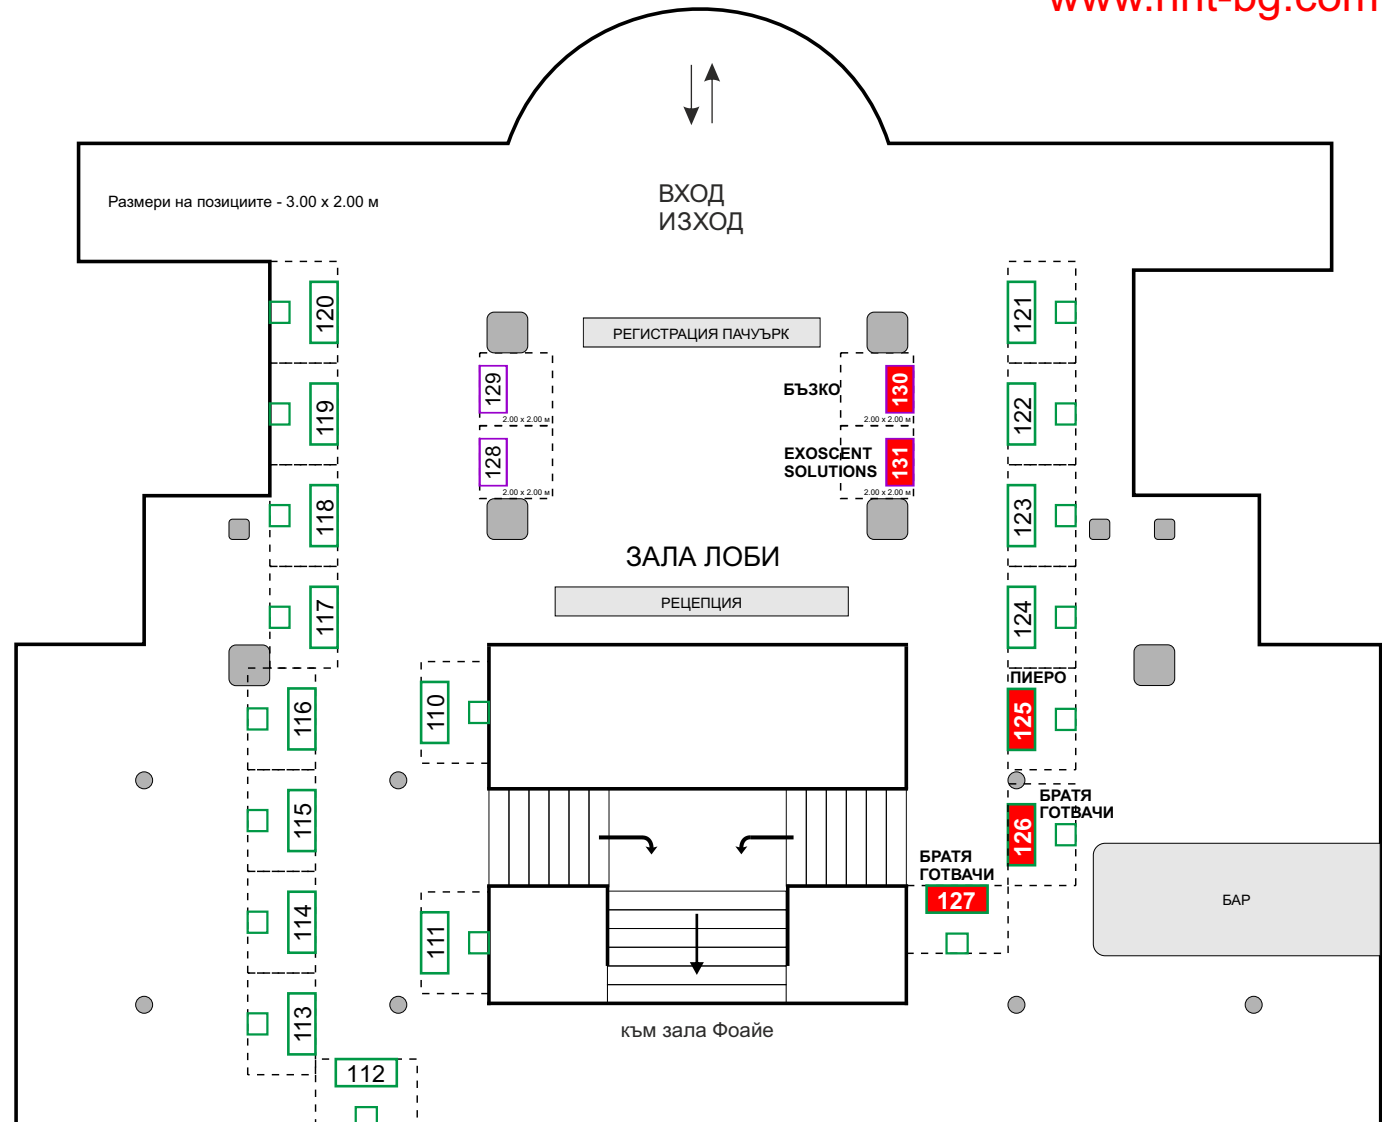 www.hht-bg.com
ВХОД
ИЗХОД
Размери на позициите - 3.00 x 2.00 м
120
121
РЕГИСТРАЦИЯ ПАЧУЪРК
129
2.00 x 2.00 м
БЪЗКО
130
2.00 x 2.00 м
119
122
128
2.00 x 2.00 м
EXOSCENT
SOLUTIONS
131
2.00 x 2.00 м
118
123
ЗАЛА ЛОБИ
РЕЦЕПЦИЯ
117
124
ПИЕРО
116
110
125
БРАТЯ
ГОТВАЧИ
115
126
БРАТЯ
ГОТВАЧИ
127
БАР
114
111
113
към зала Фоайе
112